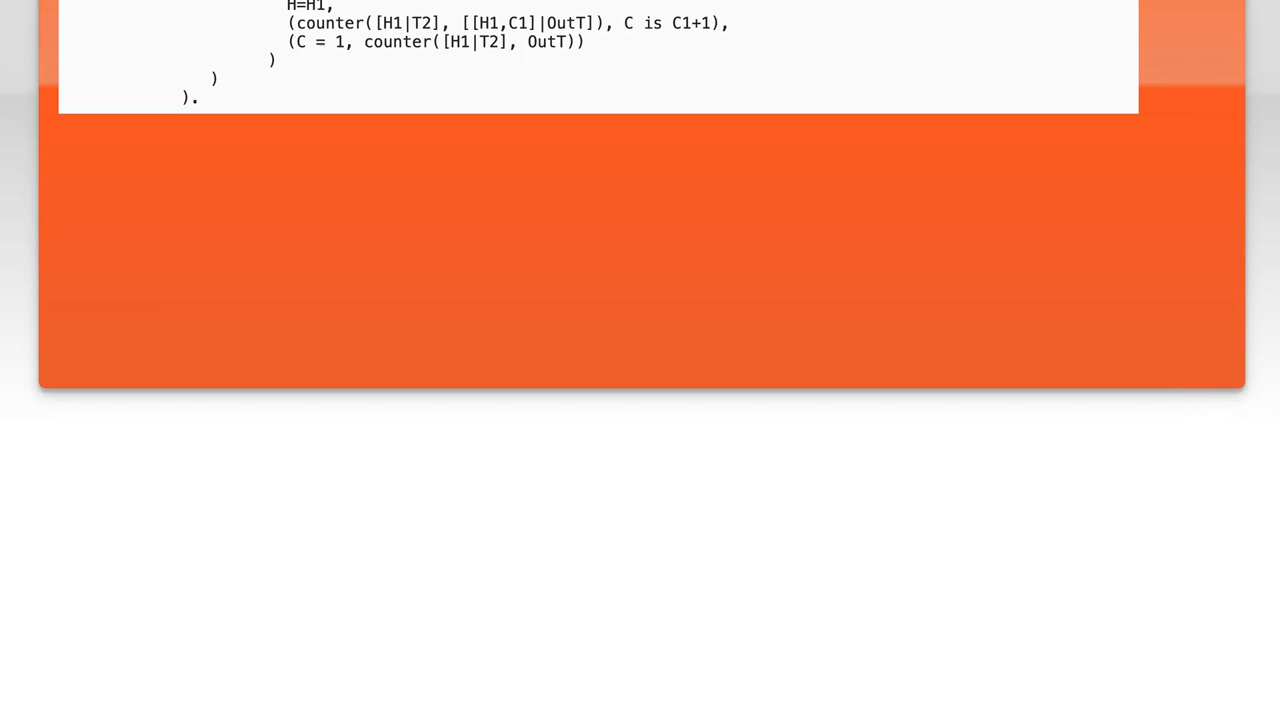 H=H1,
(counter([H1|T2], [[H1,C1]|OutT]), C is C1+1),
(C = 1, counter([H1|T2], OutT))
)
)
).